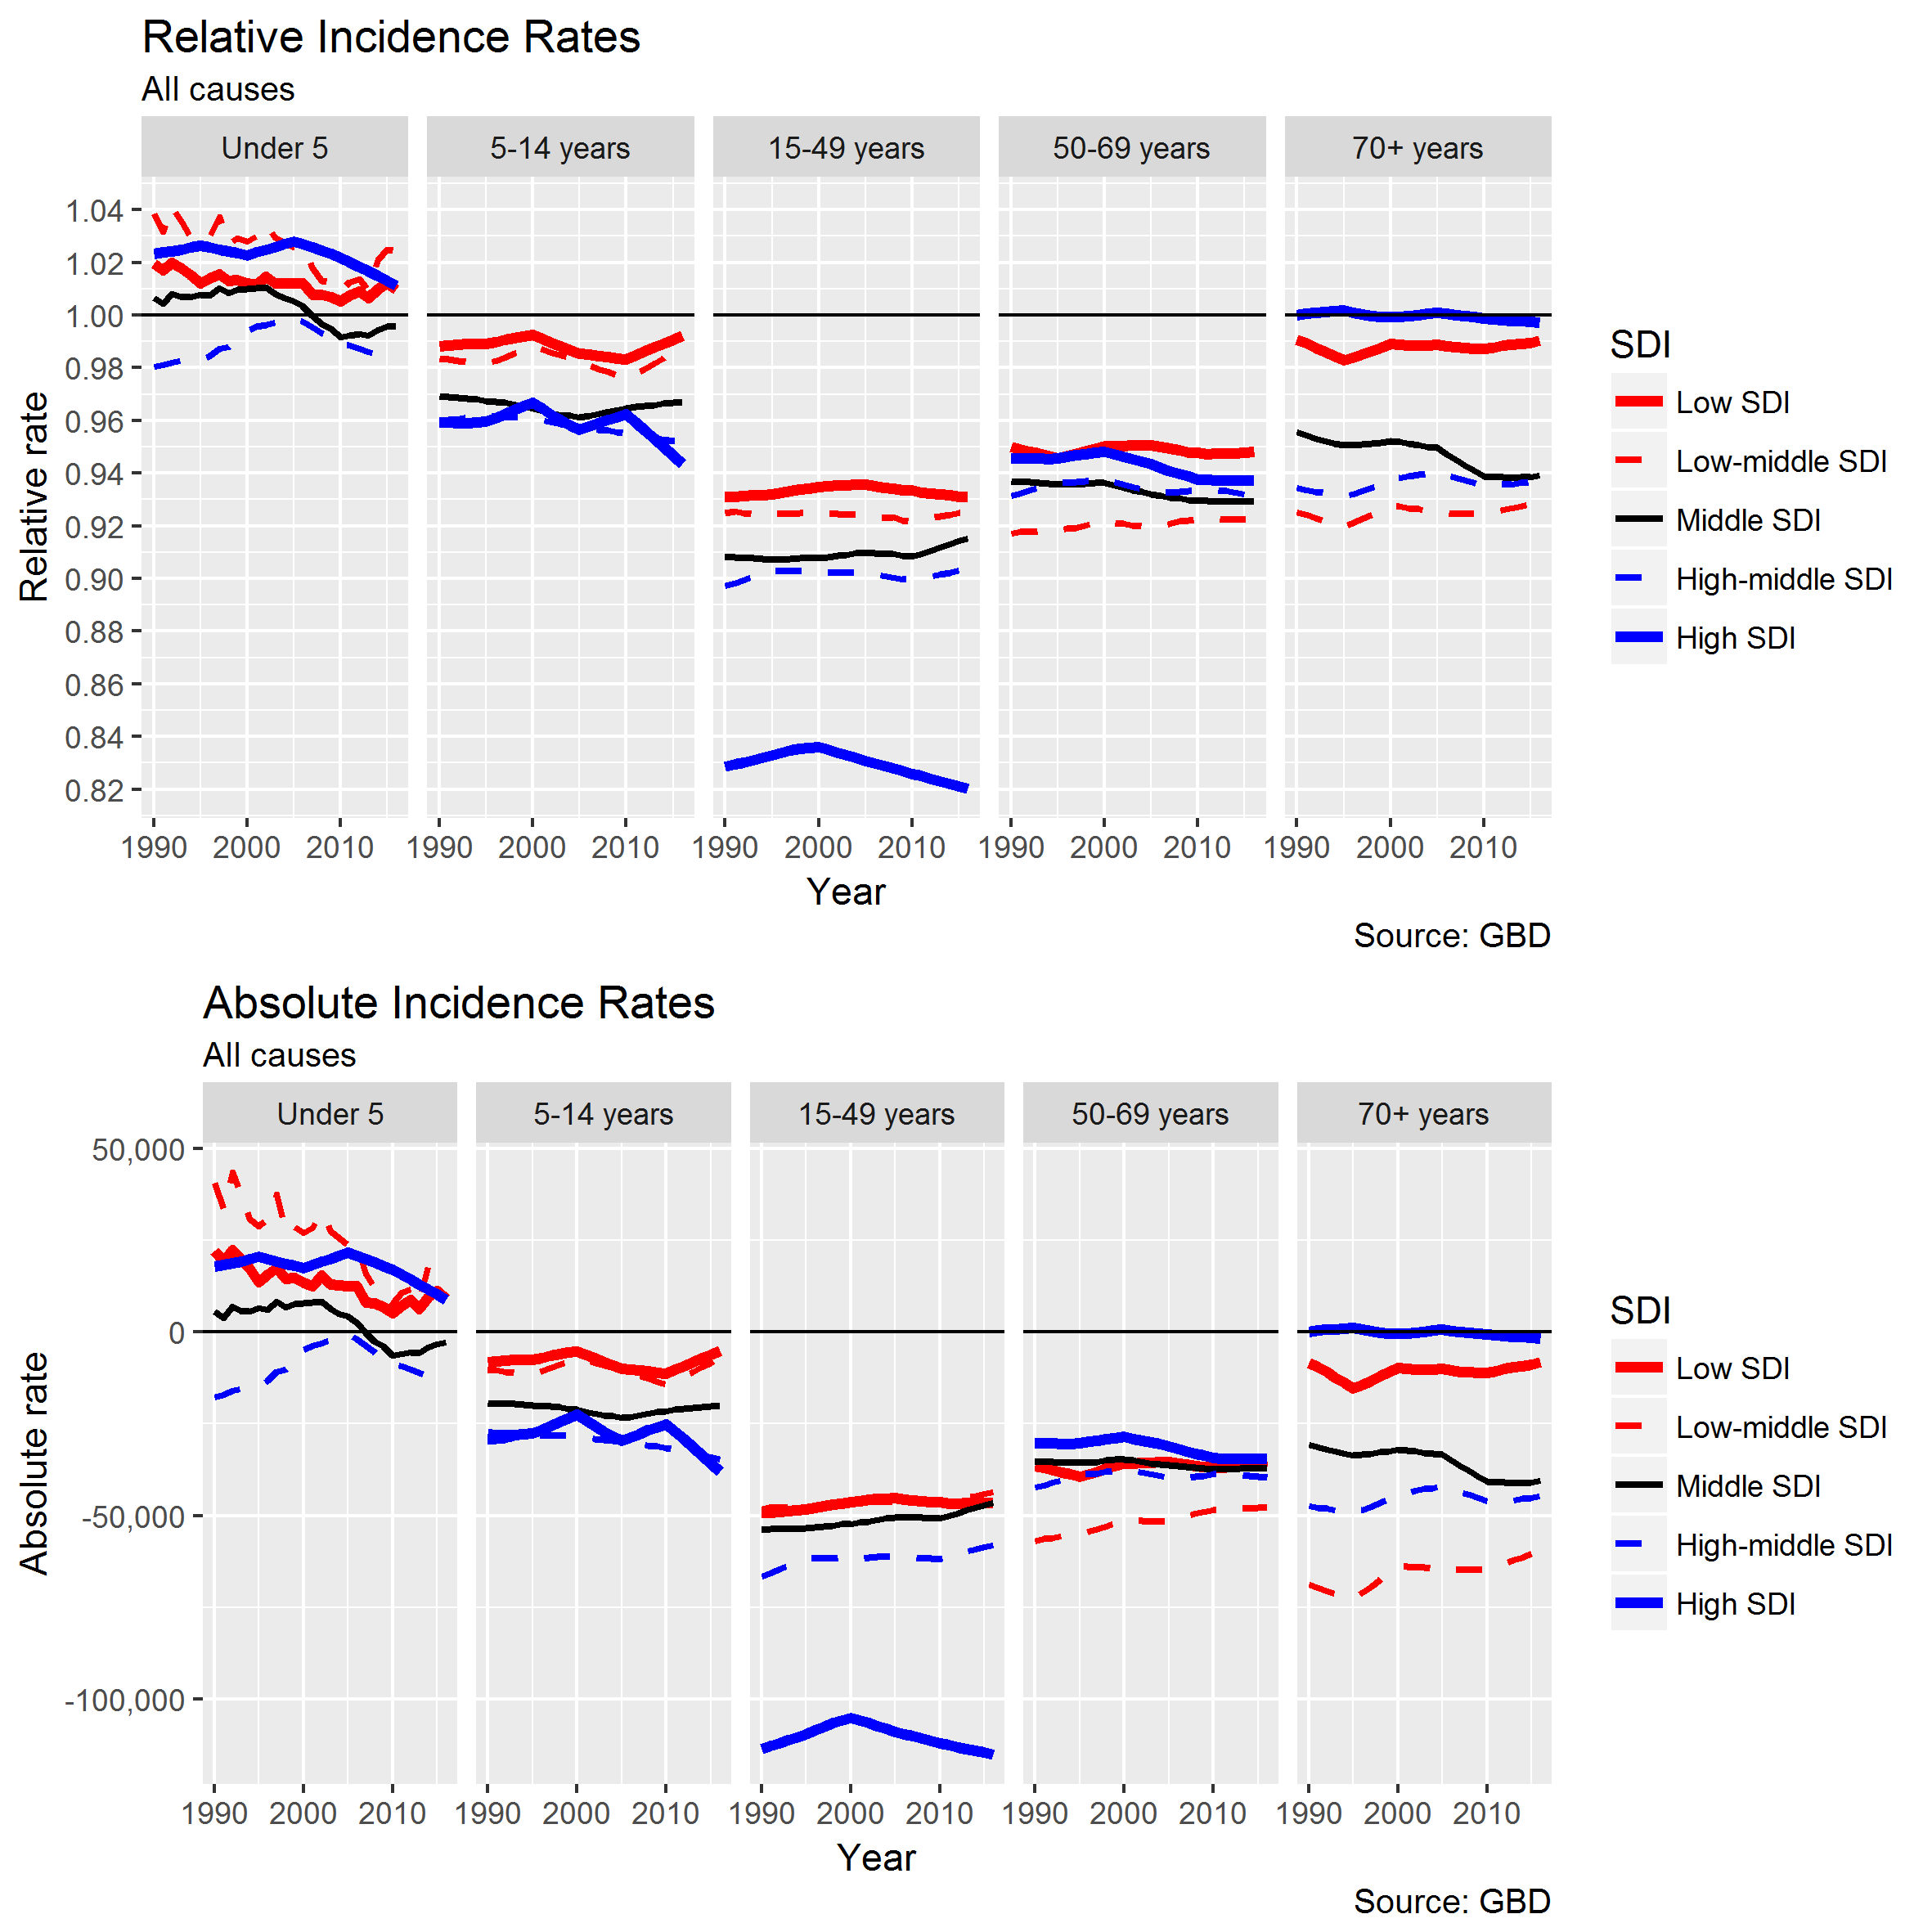 Relative Incidence Rates
All causes
Under 5 5-14 years 15-49 years 50-69 years 70+ years
1.04
1.02
1.00
0.98
0.96
0.94
0.92
0.90
0.88
0.86
0.84
0.82
Relative rate
1990 2000 2010 1990 2000 2010 1990 2000 2010 1990 2000 2010 1990 2000 2010
Year
Source: GBD
SDI
Low SDI
Low-middle SDI
Middle SDI
High-middle SDI
High SDI
Absolute Incidence Rates
All causes
Under 5 5-14 years 15-49 years 50-69 years 70+ years
50,000
0
-50,000
-100,000
Absolute rate
1990 2000 2010 1990 2000 2010 1990 2000 2010 1990 2000 2010 1990 2000 2010
Year
Source: GBD
SDI
Low SDI
Low-middle SDI
Middle SDI
High-middle SDI
High SDI